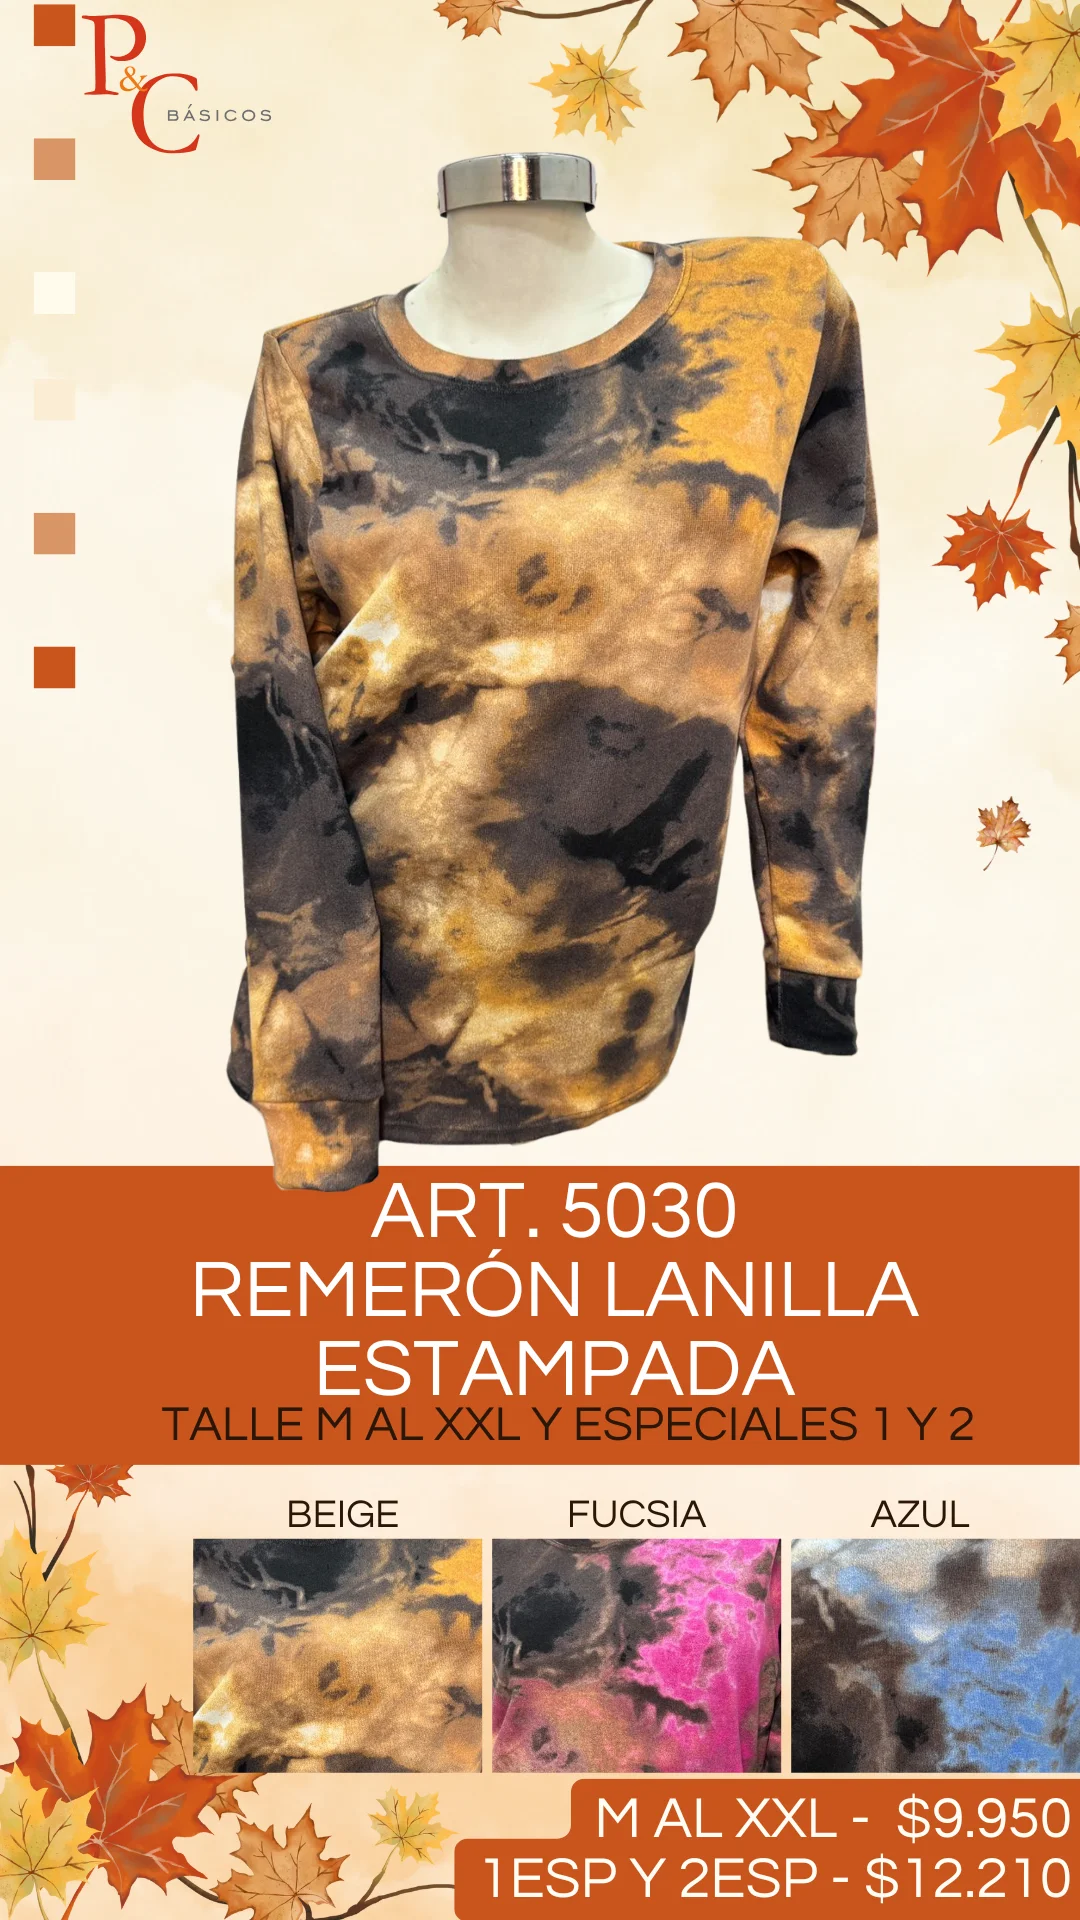 P&C BÁSICOS
ART. 5030
REMERÓN LANILLA
ESTAMPADA
TALLE M AL XXL Y ESPECIALES 1 Y 2
BEIGE FUCSIA AZUL
M AL XXL - $9.950
1ESP Y 2ESP - $12.210